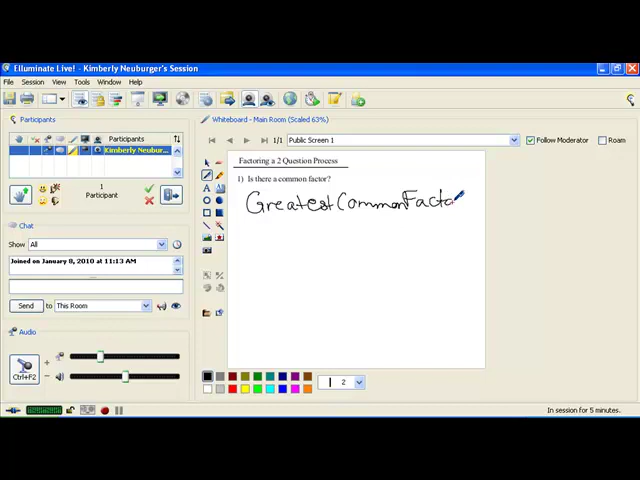 Elluminate Live! - Kimberly Neuburger's Session
File Session View Tools Window Help
Participants
Participants
Kimberly Neubur...
1
Participant
Chat
Show All
Joined on January 8, 2010 at 11:13 AM
Send to This Room
Audio
Ctrl+F2
Whiteboard - Main Room (Scaled 63%)
1/1 Public Screen 1 Follow Moderator Roam
Factoring a 2 Question Process
1) Is there a common factor?
Greatest Common Facto
2
In session for 5 minutes.